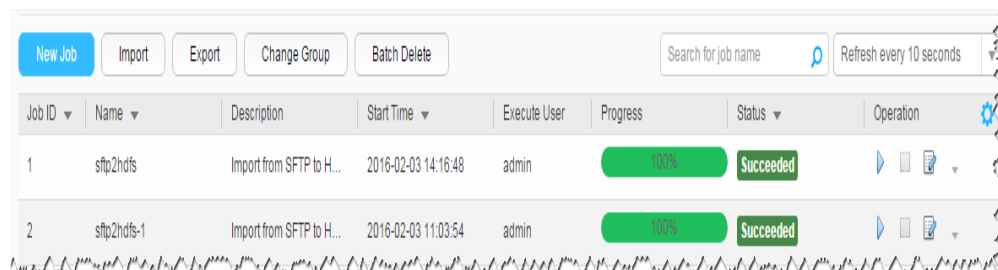 New Job Import Export Change Group Batch Delete Search for job name Refresh every 10 seconds
Job ID Name Description Start Time Execute User Progress Status Operation
1 sftp2hdfs Import from SFTP to H... 2016-02-03 14:16:48 admin 100% Succeeded
2 sftp2hdfs-1 Import from SFTP to H... 2016-02-03 11:03:54 admin 100% Succeeded